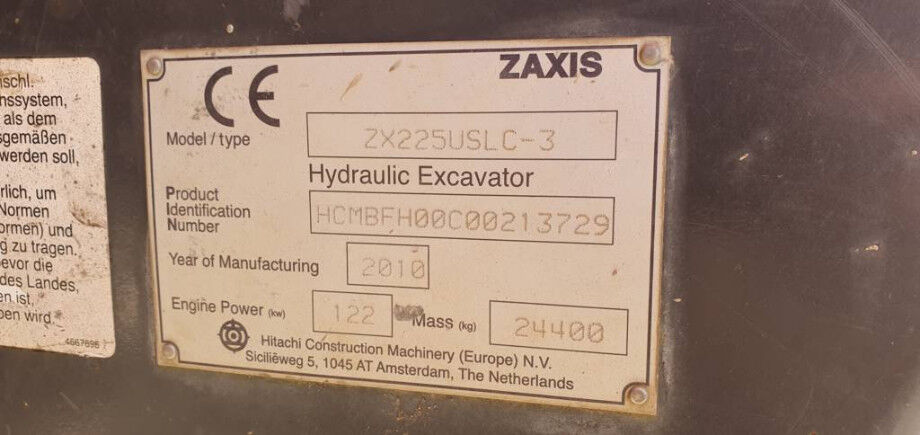 nschl.
nssystem,
als dem
sgemäßen
werden soll,
rlich, um
Normen
ormen) und
g zu tragen.
evor die
des Landes,
en ist,
ben wird.
4667696
CE
ZAXIS
Model / type ZX225USLC-3
Hydraulic Excavator
Product
Identification
Number HCMBFH00C00213729
Year of Manufacturing 2010
Engine Power (kw) 122 Mass (kg) 24400
Hitachi Construction Machinery (Europe) N.V.
Siciliëweg 5, 1045 AT Amsterdam, The Netherlands